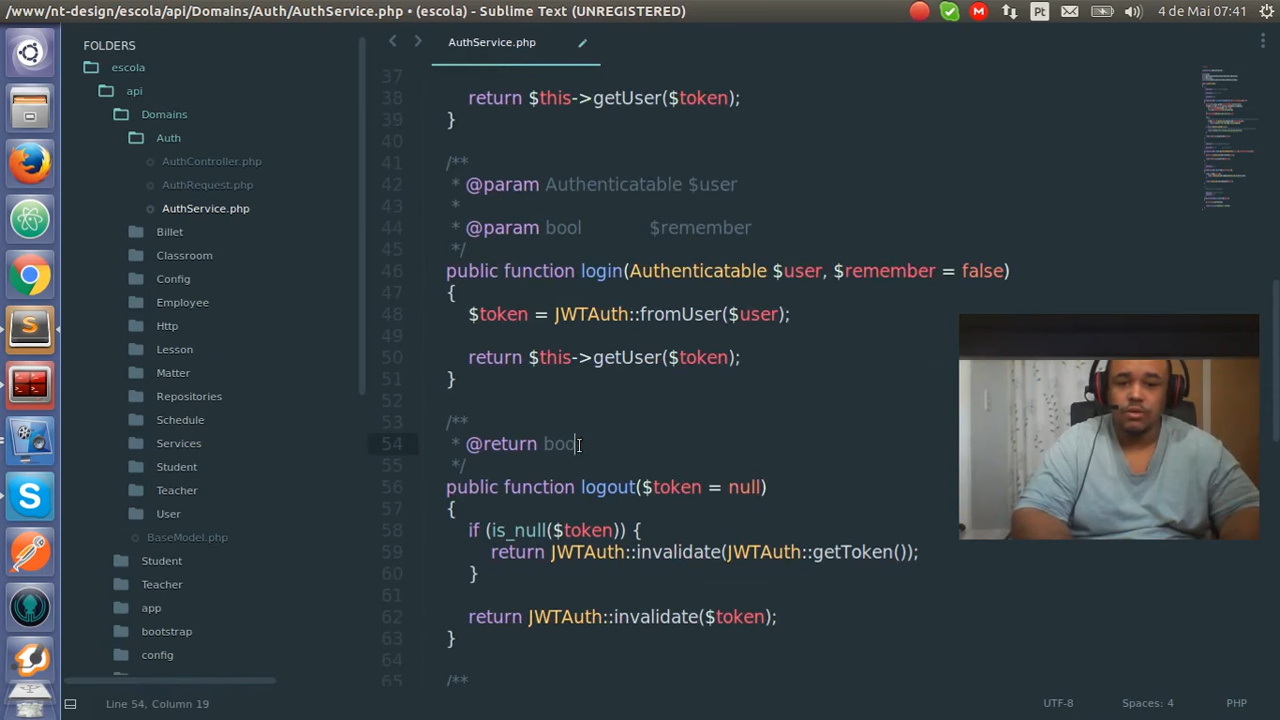 /www/nt-design/escola/api/Domains/Auth/AuthService.php • (escola) - Sublime Text (UNREGISTERED)
Pt
4 de Mai 07:41
FOLDERS
escola
api
Domains
Auth
AuthController.php
AuthRequest.php
AuthService.php
Billet
Classroom
Config
Employee
Http
Lesson
Matter
Repositories
Schedule
Services
Student
Teacher
User
BaseModel.php
Student
Teacher
app
bootstrap
config
AuthService.php
37
38 return $this->getUser($token);
39 }
40
41 /**
42 * @param Authenticatable $user
43 *
44 * @param bool $remember
45 */
46 public function login(Authenticatable $user, $remember = false)
47 {
48 $token = JWTAuth::fromUser($user);
49
50 return $this->getUser($token);
51 }
52
53 /**
54 * @return boo
55 */
56 public function logout($token = null)
57 {
58 if (is_null($token)) {
59 return JWTAuth::invalidate(JWTAuth::getToken());
60 }
61
62 return JWTAuth::invalidate($token);
63 }
64
65 /**
Line 54, Column 19
UTF-8
Spaces: 4
PHP